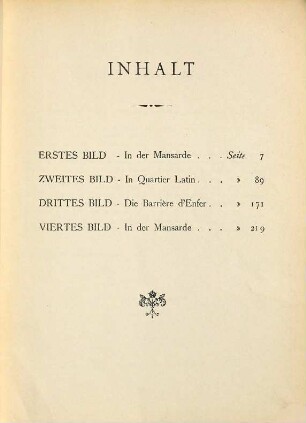 INHALT
ERSTES BILD - In der Mansarde . . . Seite 7
ZWEITES BILD - In Quartier Latin . . . » 89
DRITTES BILD - Die Barrière d'Enfer . . » 171
VIERTES BILD - In der Mansarde . . . » 219